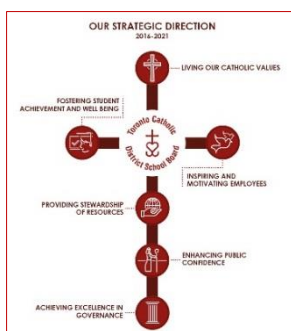 OUR STRATEGIC DIRECTION
2016-2021
LIVING OUR CATHOLIC VALUES
FOSTERING STUDENT
ACHIEVEMENT AND WELL BEING
Toronto Catholic
District School Board
INSPIRING AND
MOTIVATING EMPLOYEES
PROVIDING STEWARDSHIP
OF RESOURCES
ENHANCING PUBLIC
CONFIDENCE
ACHIEVING EXCELLENCE IN
GOVERNANCE